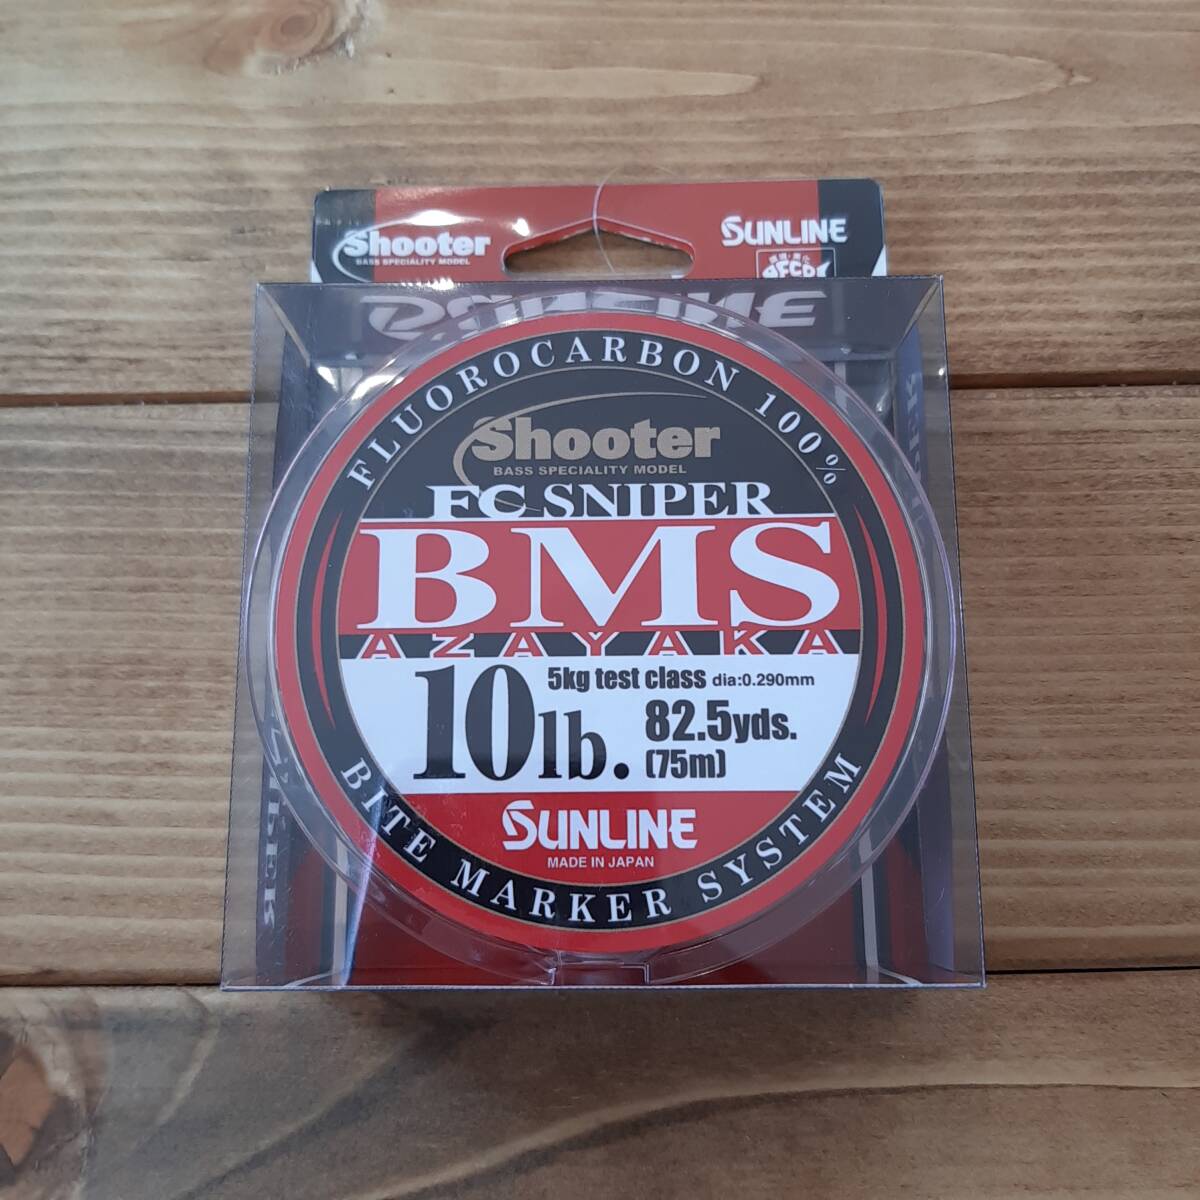 Shooter
BASS SPECIALITY MODEL
SUNLINE
AFCO
FLUOROCARBON 100%
Shooter
BASS SPECIALITY MODEL
FC SNIPER
BMS
AZAYAKA
5kg test class dia:0.290mm
10lb.
82.5yds.
(75m)
SUNLINE
MADE IN JAPAN
BITE MARKER SYSTEM